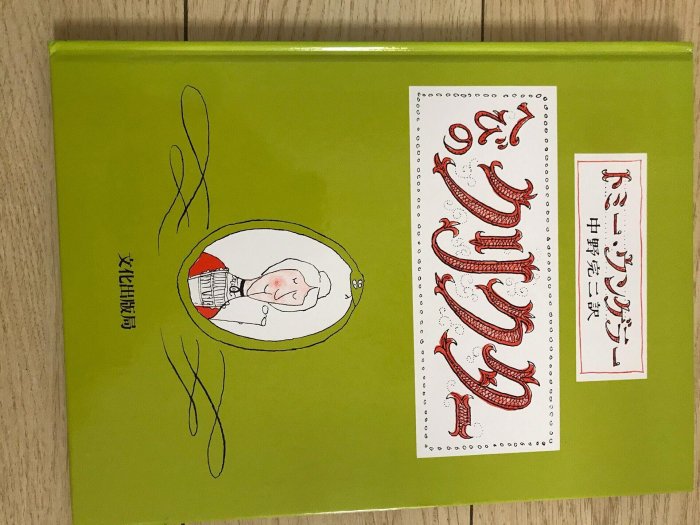 トミー・ウンゲラー
中野完二訳
へびの
クリクター
文化出版局